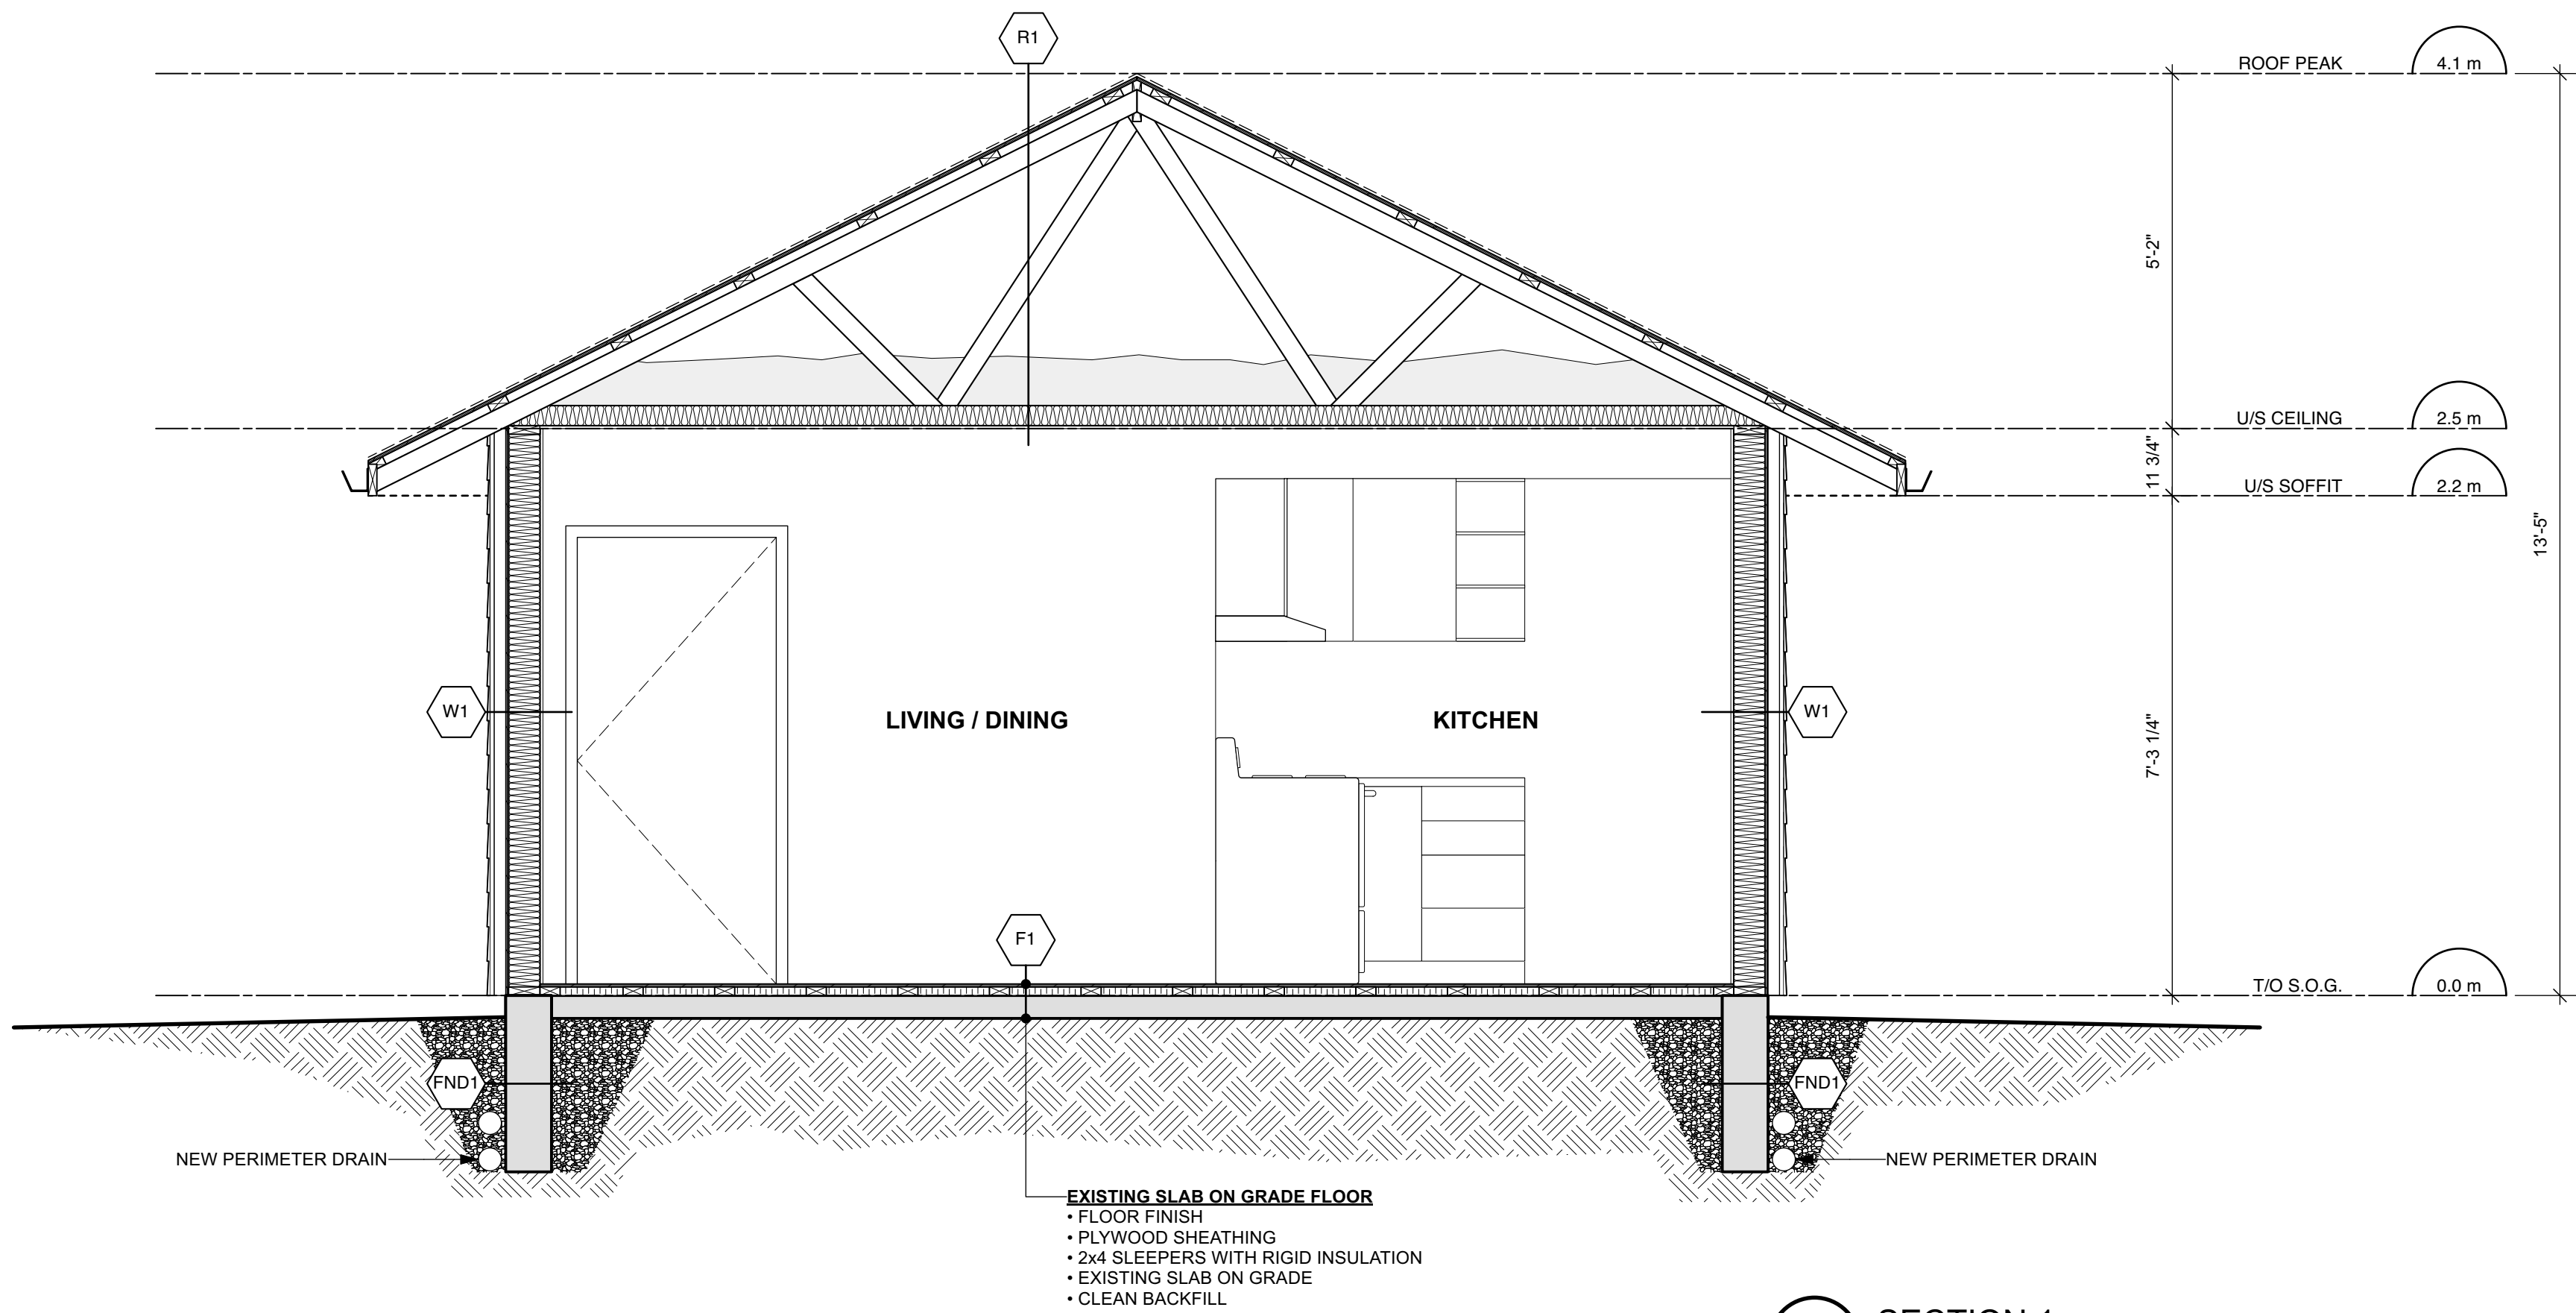 R1
ROOF PEAK 4.1 m
5'-2"
U/S CEILING 2.5 m
11 3/4"
U/S SOFFIT 2.2 m
13'-5"
W1
LIVING / DINING
KITCHEN
W1
7'-3 1/4"
F1
T/O S.O.G. 0.0 m
FND1
FND1
NEW PERIMETER DRAIN
NEW PERIMETER DRAIN
EXISTING SLAB ON GRADE FLOOR
• FLOOR FINISH
• PLYWOOD SHEATHING
• 2x4 SLEEPERS WITH RIGID INSULATION
• EXISTING SLAB ON GRADE
• CLEAN BACKFILL
SECTION 1